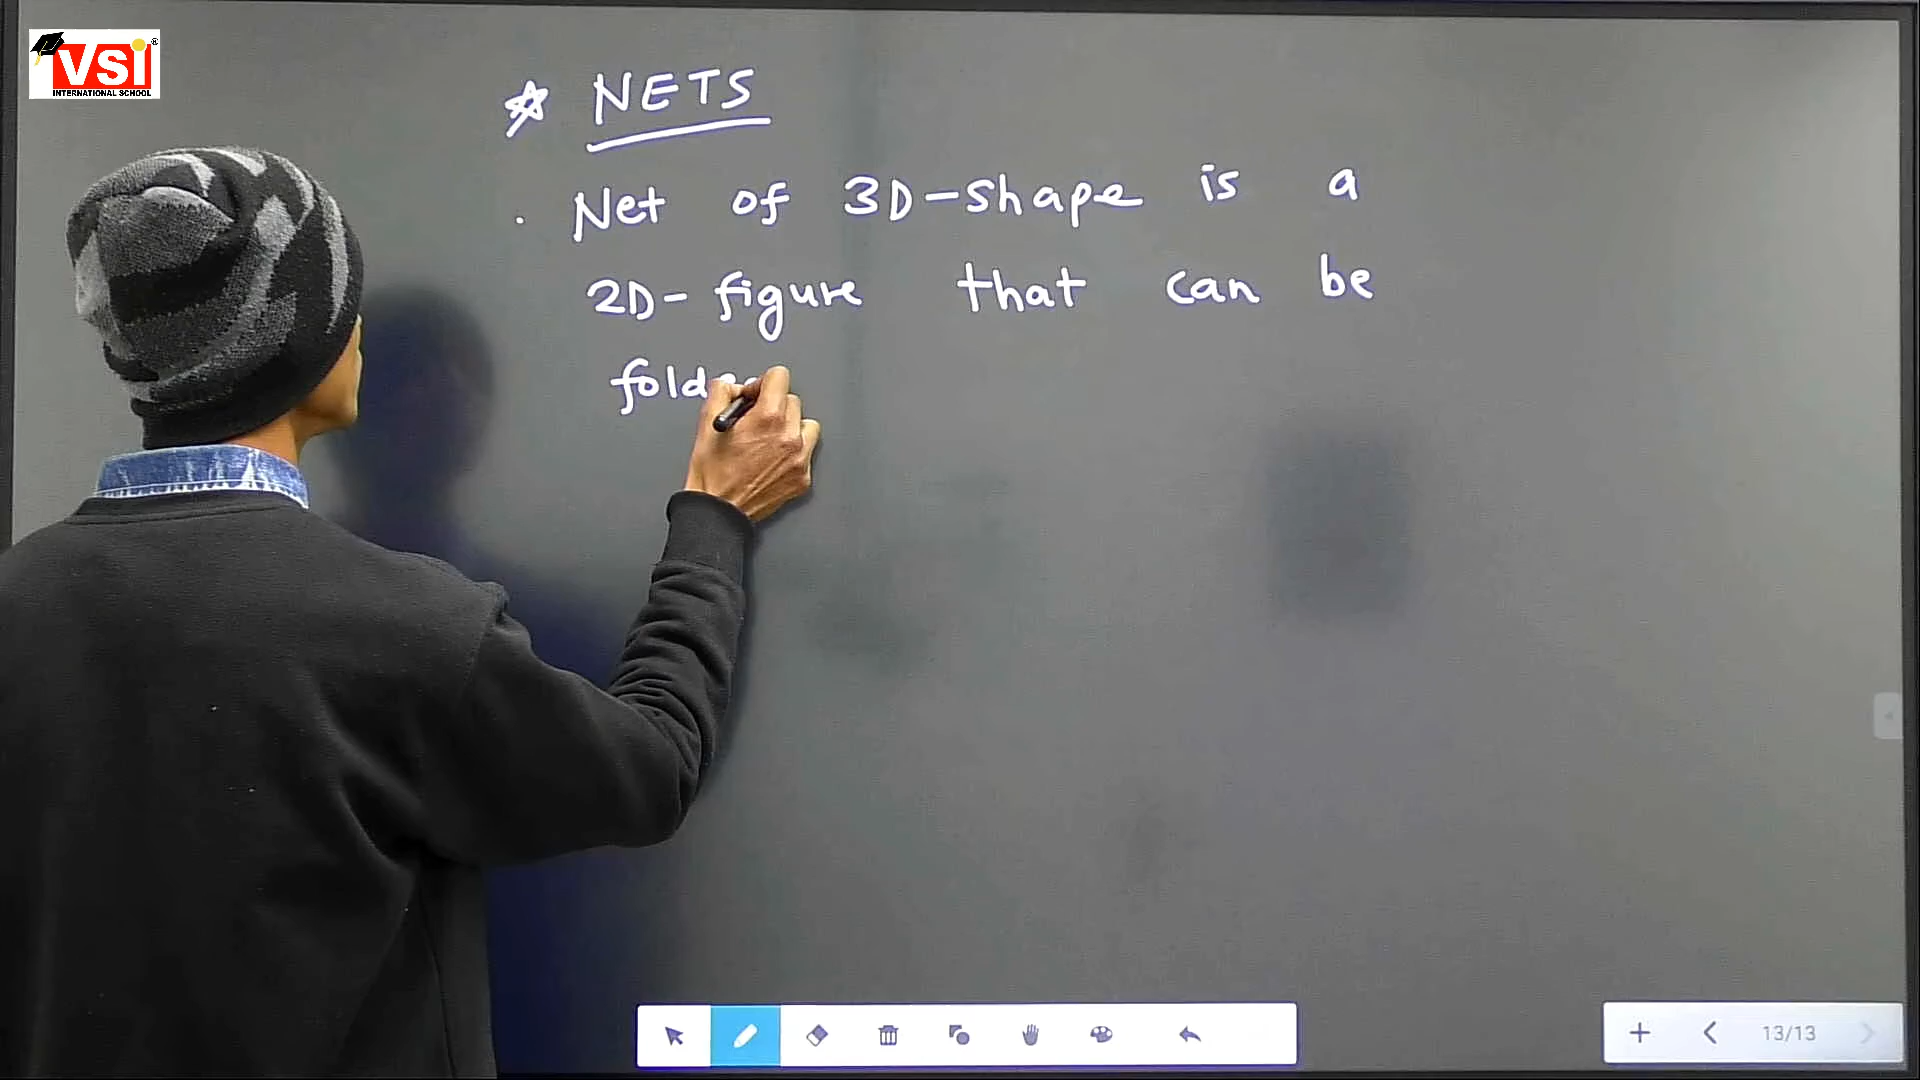 VSI
INTERNATIONAL SCHOOL
NETS
Net of 3D-shape is a
2D-figure that can be
13/13